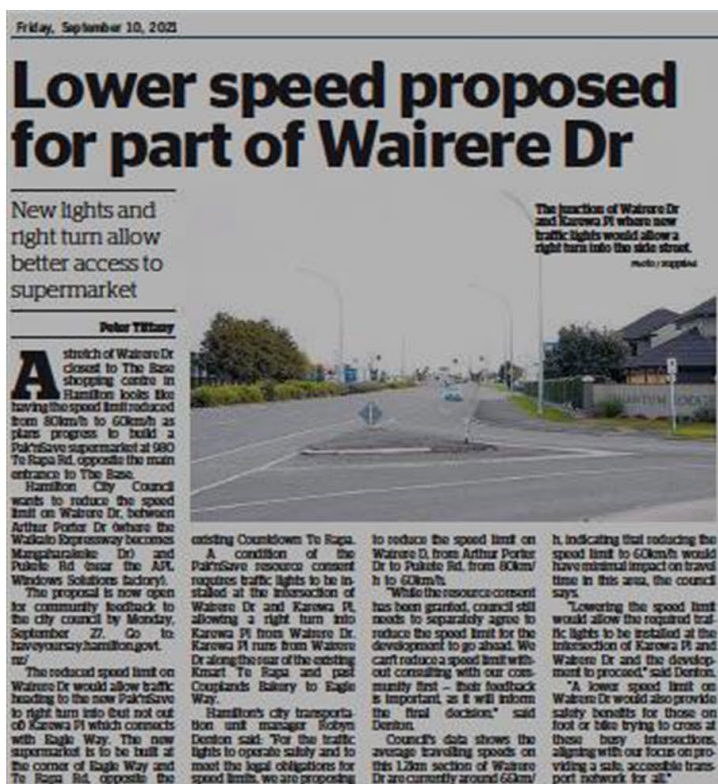 Friday, September 10, 2021
Lower speed proposed
for part of Wairere Dr
New lights and
right turn allow
better access to
supermarket
Peter Tiffany
The junction of Wairere Dr
and Karewa Pl where new
traffic lights would allow a
right turn into the side street.
A stretch of Wairere Dr
closest to The Base
shopping centre in
Hamilton looks like
having the speed limit reduced
from 80km/h to 60km/h as
plans progress to build a
Pak'nSave supermarket at 980
Te Rapa Rd, opposite the main
entrance to The Base.
Hamilton City Council
wants to reduce the speed
limit on Wairere Dr, between
Arthur Porter Dr (where the
Waikato Expressway becomes
Mangaharakeke Dr) and
Pukete Rd (near the APL
Windows Solutions factory).
The proposal is now open
for community feedback to
the city council by Monday,
September 27. Go to:
haveyoursay.hamilton.govt.
nz/
The reduced speed limit on
Wairere Dr would allow traffic
heading to the new Pak'nSave
to right turn into (but not out
of) Karewa Pl which connects
with Eagle Way. The new
supermarket is to be built at
the corner of Eagle Way and
Te Rapa Rd, opposite the
existing Countdown Te Rapa.
A condition of the
Pak'nSave resource consent
requires traffic lights to be in-
stalled at the intersection of
Wairere Dr and Karewa Pl,
allowing a right turn into
Karewa Pl from Wairere Dr.
Karewa Pl runs from Wairere
Dr along the rear of the existing
Kmart Te Rapa and past
Couplands Bakery to Eagle
Way.
Hamilton's city transporta-
tion unit manager Robyn
Denton said: "For the traffic
lights to operate safely and to
meet the legal obligations for
speed limits, we are proposing
to reduce the speed limit on
Wairere D, from Arthur Porter
Dr to Pukete Rd, from 80km/
h to 60km/h.
"While the resource consent
has been granted, council still
needs to separately agree to
reduce the speed limit for the
development to go ahead. We
can't reduce a speed limit with-
out consulting with our com-
munity first – their feedback
is important, as it will inform
the final decision," said
Denton.
Council's data shows the
average travelling speeds on
this 1.2km section of Wairere
Dr are currently around 66km/
h, indicating that reducing the
speed limit to 60km/h would
have minimal impact on travel
time in this area, the council
says.
"Lowering the speed limit
would allow the required traf-
fic lights to be installed at the
intersection of Karewa Pl and
Wairere Dr and the develop-
ment to proceed," said Denton.
"A lower speed limit on
Wairere Dr would also provide
safety benefits for those on
foot or bike trying to cross at
these busy intersections,
aligning with our focus on pro-
viding a safe, accessible trans-
port network for all."